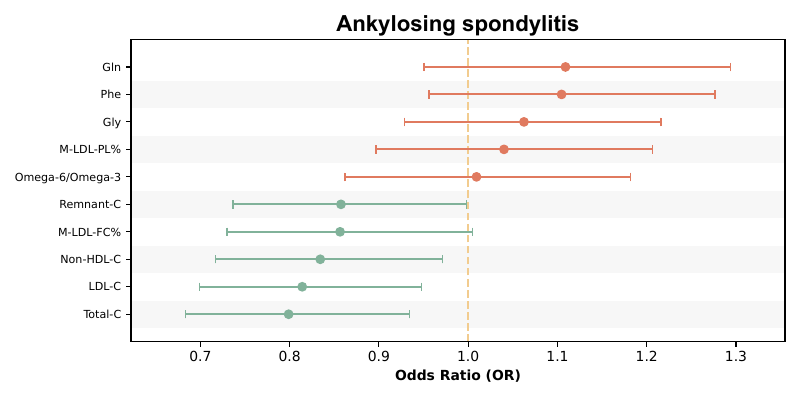 Ankylosing spondylitis
Gln
Phe
Gly
M-LDL-PL%
Omega-6/Omega-3
Remnant-C
M-LDL-FC%
Non-HDL-C
LDL-C
Total-C
0.7 0.8 0.9 1.0 1.1 1.2 1.3
Odds Ratio (OR)